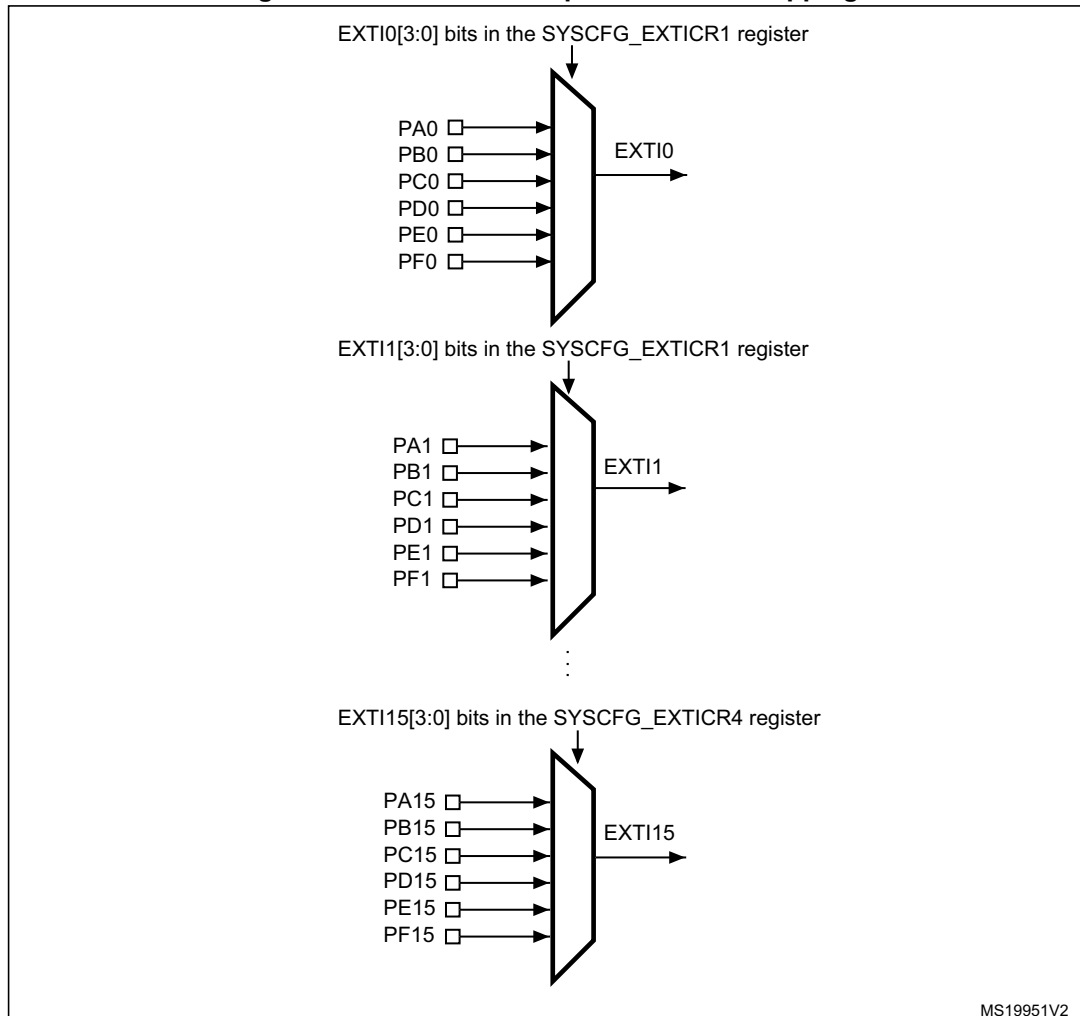 EXTI0[3:0] bits in the SYSCFG_EXTICR1 register
PA0
PB0
PC0
PD0
PE0
PF0
EXTI0
EXTI1[3:0] bits in the SYSCFG_EXTICR1 register
PA1
PB1
PC1
PD1
PE1
PF1
EXTI1
EXTI15[3:0] bits in the SYSCFG_EXTICR4 register
PA15
PB15
PC15
PD15
PE15
PF15
EXTI15
MS19951V2